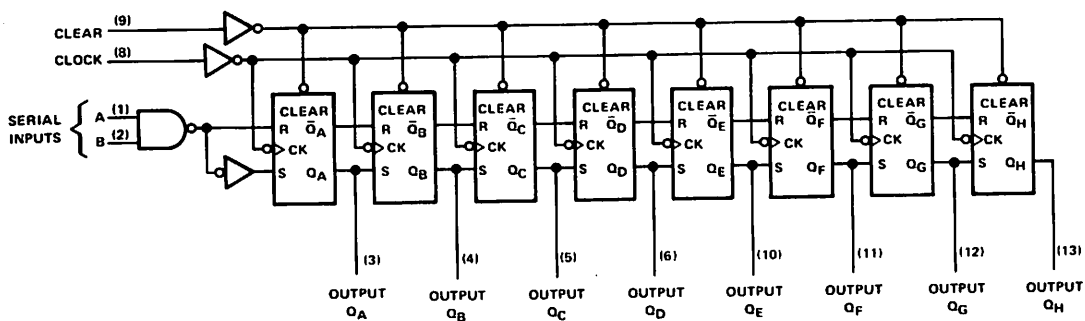 CLEAR (9)
CLOCK (8)
SERIAL INPUTS { A (1)
B (2)
CLEAR CLEAR CLEAR CLEAR CLEAR CLEAR CLEAR CLEAR
R Q̄A R Q̄B R Q̄C R Q̄D R Q̄E R Q̄F R Q̄G R Q̄H
CK CK CK CK CK CK CK CK
S QA S QB S QC S QD S QE S QF S QG S QH
(3) (4) (5) (6) (10) (11) (12) (13)
OUTPUT OUTPUT OUTPUT OUTPUT OUTPUT OUTPUT OUTPUT OUTPUT
QA QB QC QD QE QF QG QH